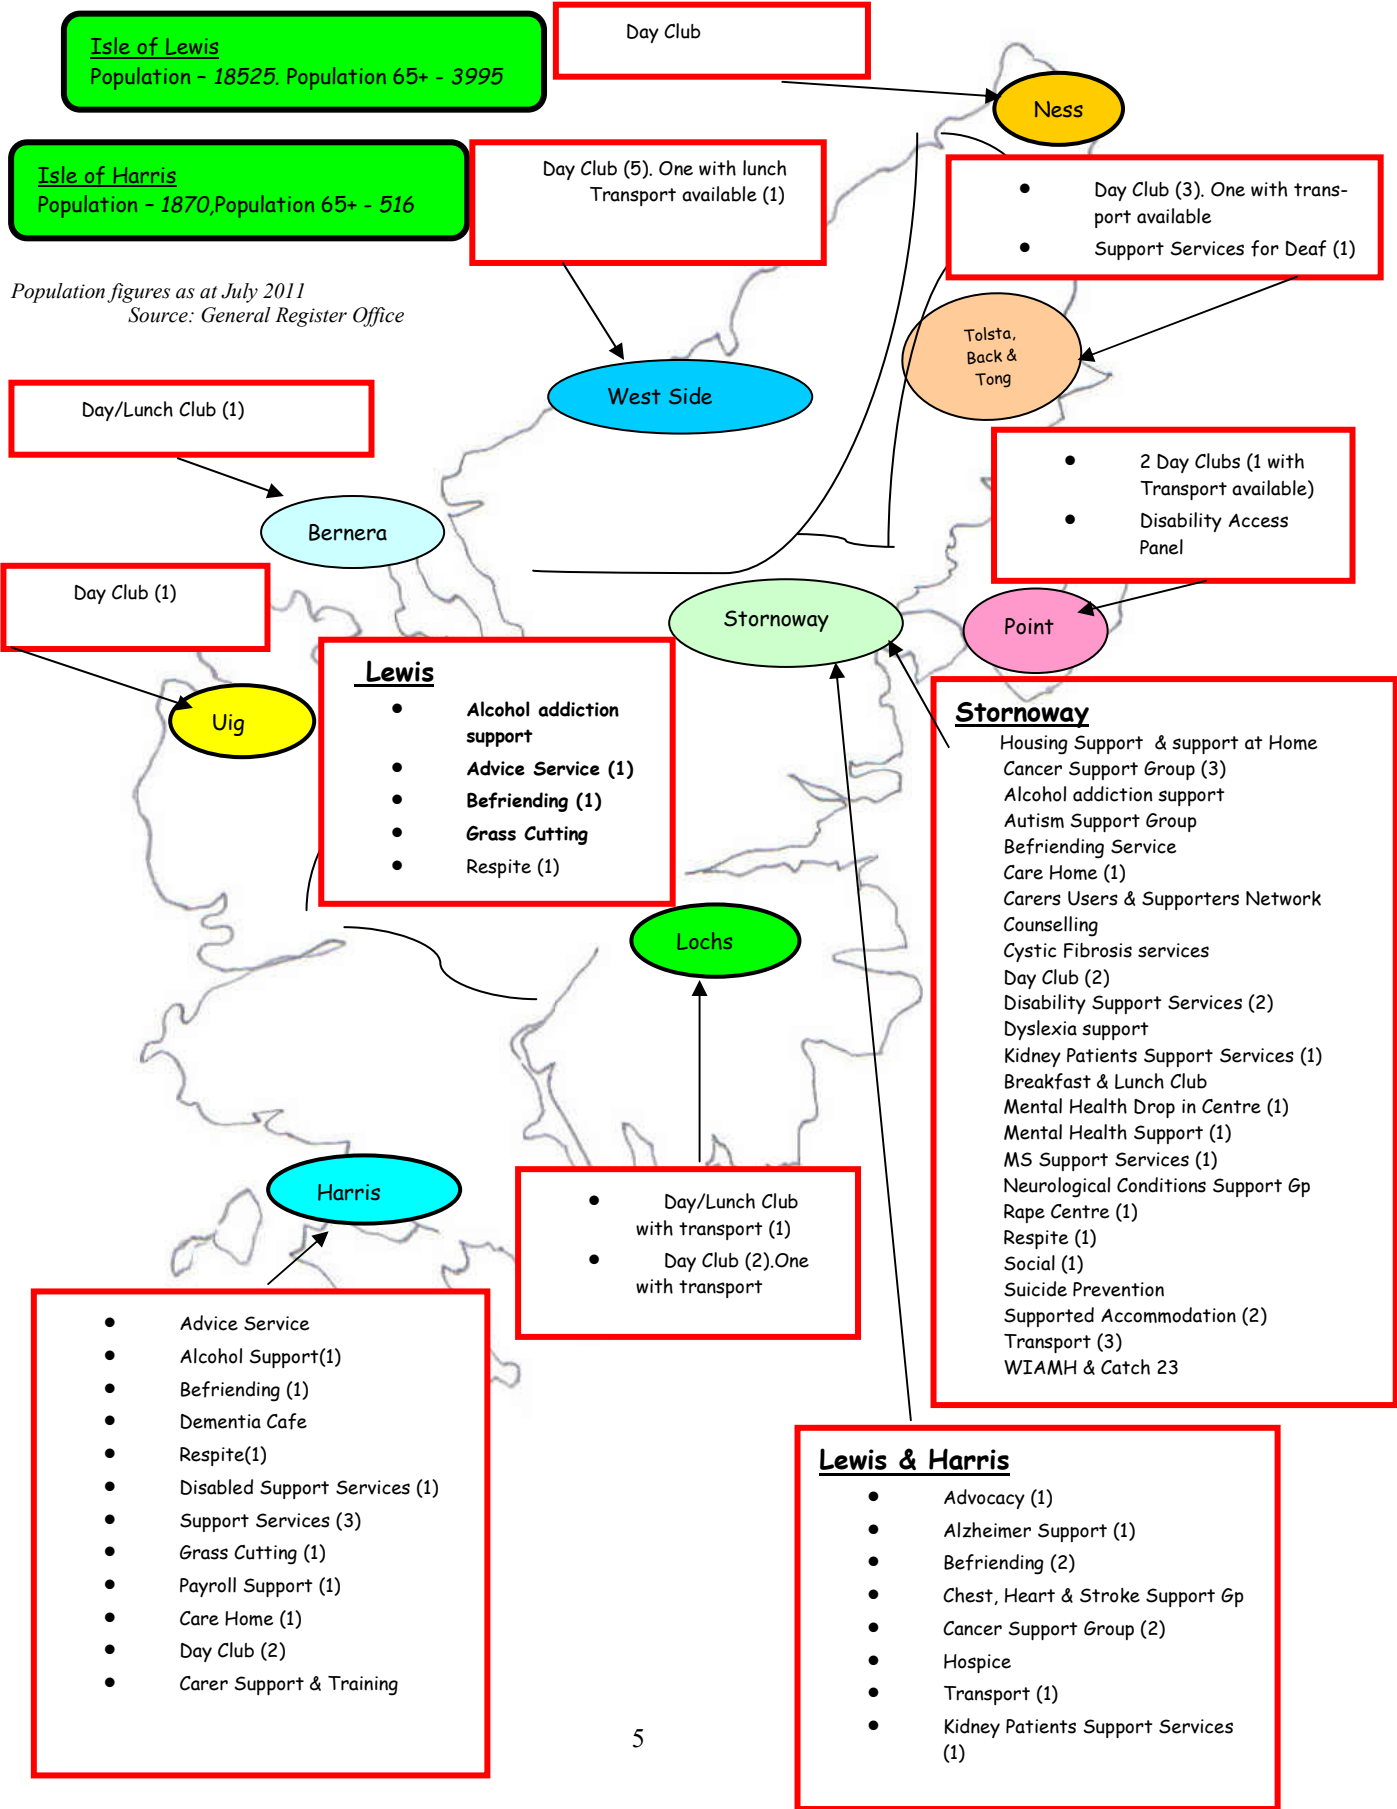 Isle of Lewis
Population – 18525. Population 65+ - 3995
Day Club
Ness
Isle of Harris
Population – 1870,Population 65+ - 516
Day Club (5). One with lunch
Transport available (1)
Day Club (3). One with trans-
port available
Support Services for Deaf (1)
Population figures as at July 2011
Source: General Register Office
Tolsta,
Back &
Tong
West Side
Day/Lunch Club (1)
2 Day Clubs (1 with
Transport available)
Disability Access
Panel
Bernera
Day Club (1)
Stornoway
Point
Uig
Lewis
Alcohol addiction
support
Advice Service (1)
Befriending (1)
Grass Cutting
Respite (1)
Stornoway
Housing Support & support at Home
Cancer Support Group (3)
Alcohol addiction support
Autism Support Group
Befriending Service
Care Home (1)
Carers Users & Supporters Network
Counselling
Cystic Fibrosis services
Day Club (2)
Disability Support Services (2)
Dyslexia support
Kidney Patients Support Services (1)
Breakfast & Lunch Club
Mental Health Drop in Centre (1)
Mental Health Support (1)
MS Support Services (1)
Neurological Conditions Support Gp
Rape Centre (1)
Respite (1)
Social (1)
Suicide Prevention
Supported Accommodation (2)
Transport (3)
WIAMH & Catch 23
Lochs
Day/Lunch Club
with transport (1)
Day Club (2).One
with transport
Harris
Advice Service
Alcohol Support(1)
Befriending (1)
Dementia Cafe
Respite(1)
Disabled Support Services (1)
Support Services (3)
Grass Cutting (1)
Payroll Support (1)
Care Home (1)
Day Club (2)
Carer Support & Training
Lewis & Harris
Advocacy (1)
Alzheimer Support (1)
Befriending (2)
Chest, Heart & Stroke Support Gp
Cancer Support Group (2)
Hospice
Transport (1)
Kidney Patients Support Services
(1)
5